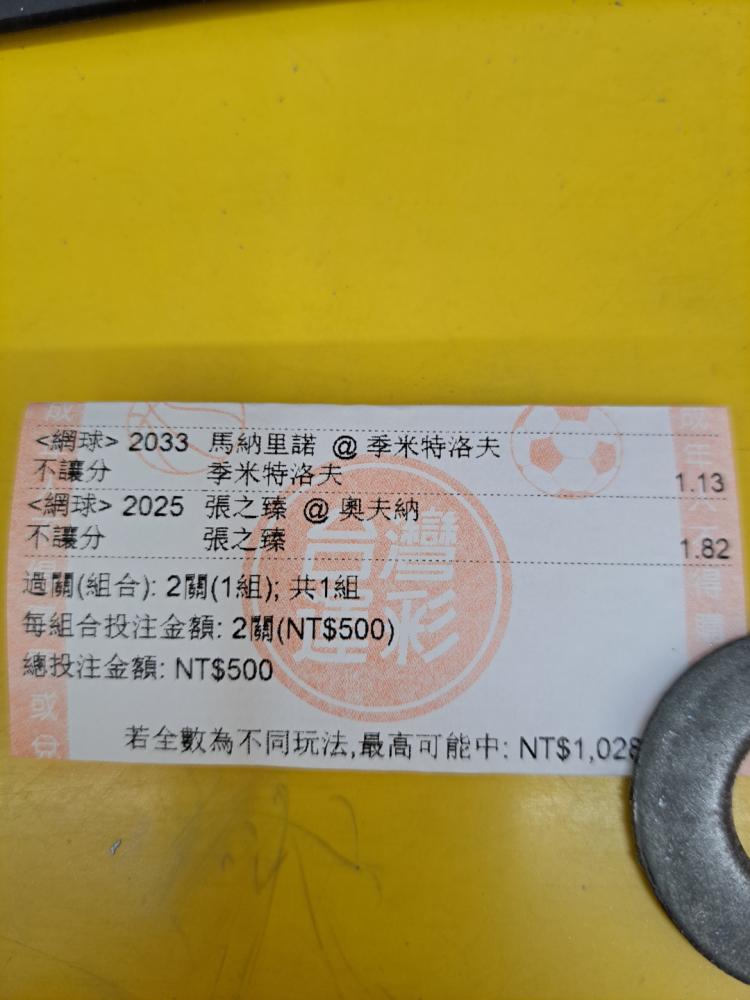 <網球> 2033 馬納里諾 @ 季米特洛夫
不讓分 季米特洛夫 1.13
<網球> 2025 張之臻 @ 奧夫納
不讓分 張之臻 1.82
過關(組合): 2關(1組); 共1組
每組合投注金額: 2關(NT$500)
總投注金額: NT$500
若全數為不同玩法,最高可能中: NT$1,028
台灣
運彩